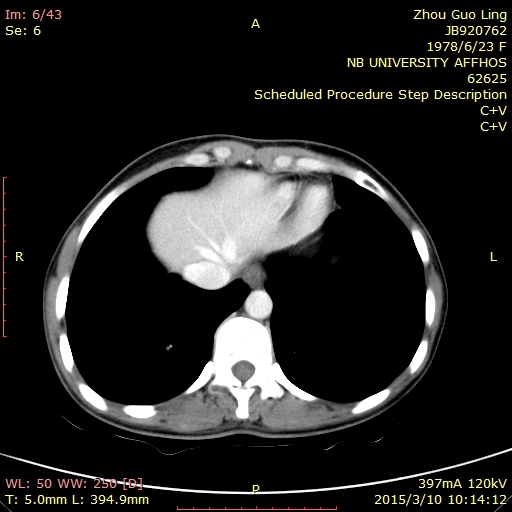 Im: 6/43
Se: 6
A
Zhou Guo Ling
JB920762
1978/6/23 F
NB UNIVERSITY AFFHOS
62625
Scheduled Procedure Step Description
C+V
C+V
R
L
WL: 50 WW: 250 [D]
T: 5.0mm L: 394.9mm
P
397mA 120kV
2015/3/10 10:14:12